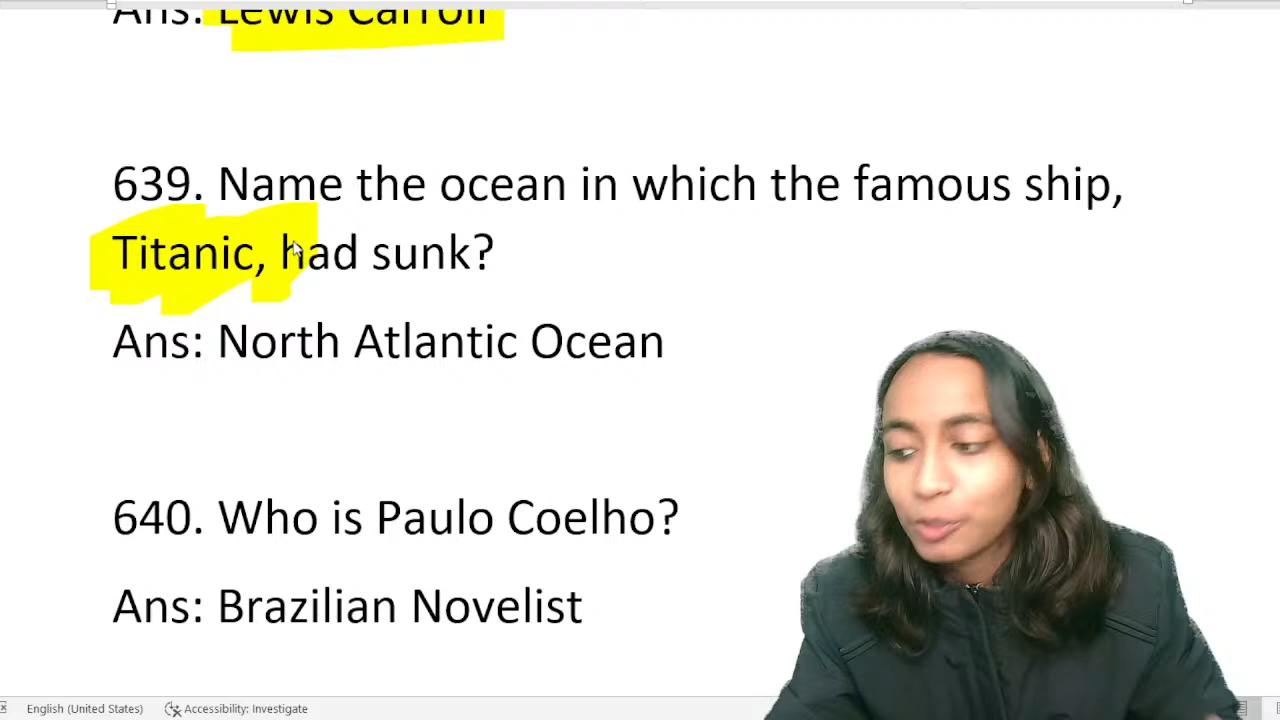 Ans: Lewis Carroll
639. Name the ocean in which the famous ship,
Titanic, had sunk?
Ans: North Atlantic Ocean
640. Who is Paulo Coelho?
Ans: Brazilian Novelist
English (United States) Accessibility: Investigate